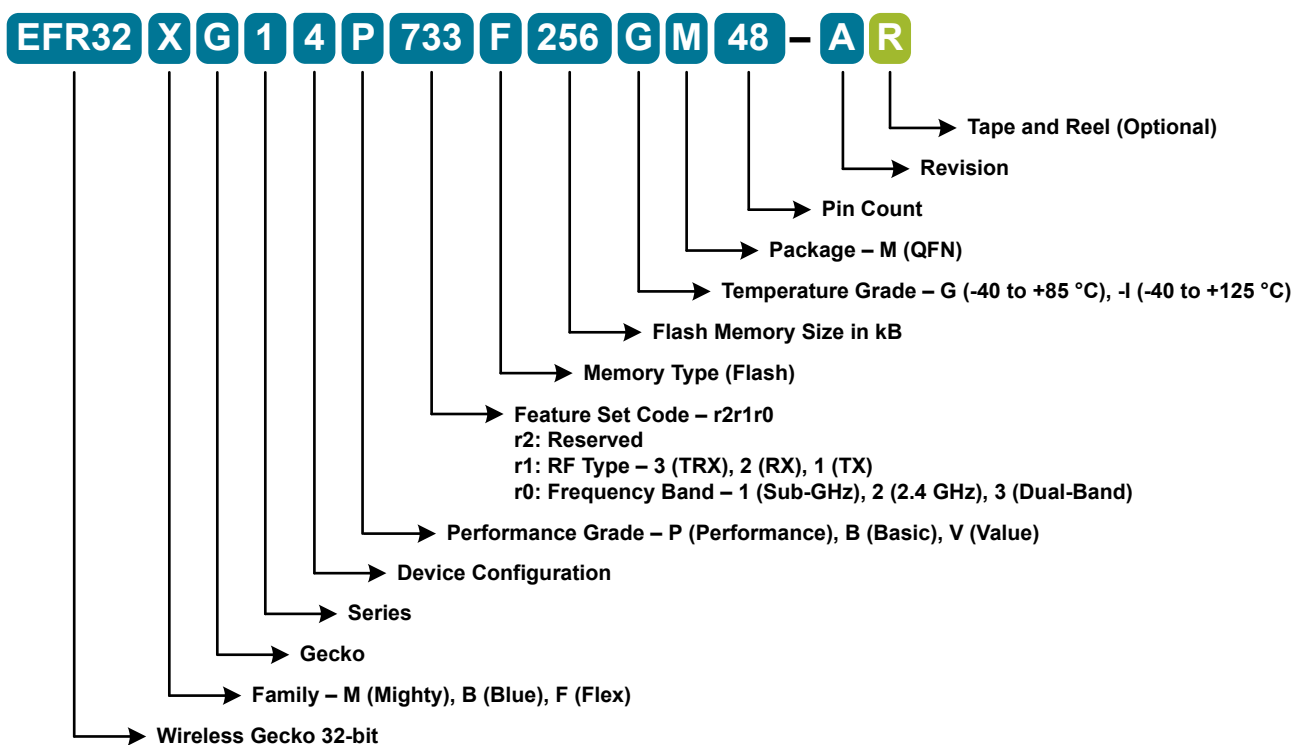 EFR32 X G 1 4 P 733 F 256 G M 48 – A R
Tape and Reel (Optional)
Revision
Pin Count
Package – M (QFN)
Temperature Grade – G (-40 to +85 °C), -I (-40 to +125 °C)
Flash Memory Size in kB
Memory Type (Flash)
Feature Set Code – r2r1r0
r2: Reserved
r1: RF Type – 3 (TRX), 2 (RX), 1 (TX)
r0: Frequency Band – 1 (Sub-GHz), 2 (2.4 GHz), 3 (Dual-Band)
Performance Grade – P (Performance), B (Basic), V (Value)
Device Configuration
Series
Gecko
Family – M (Mighty), B (Blue), F (Flex)
Wireless Gecko 32-bit